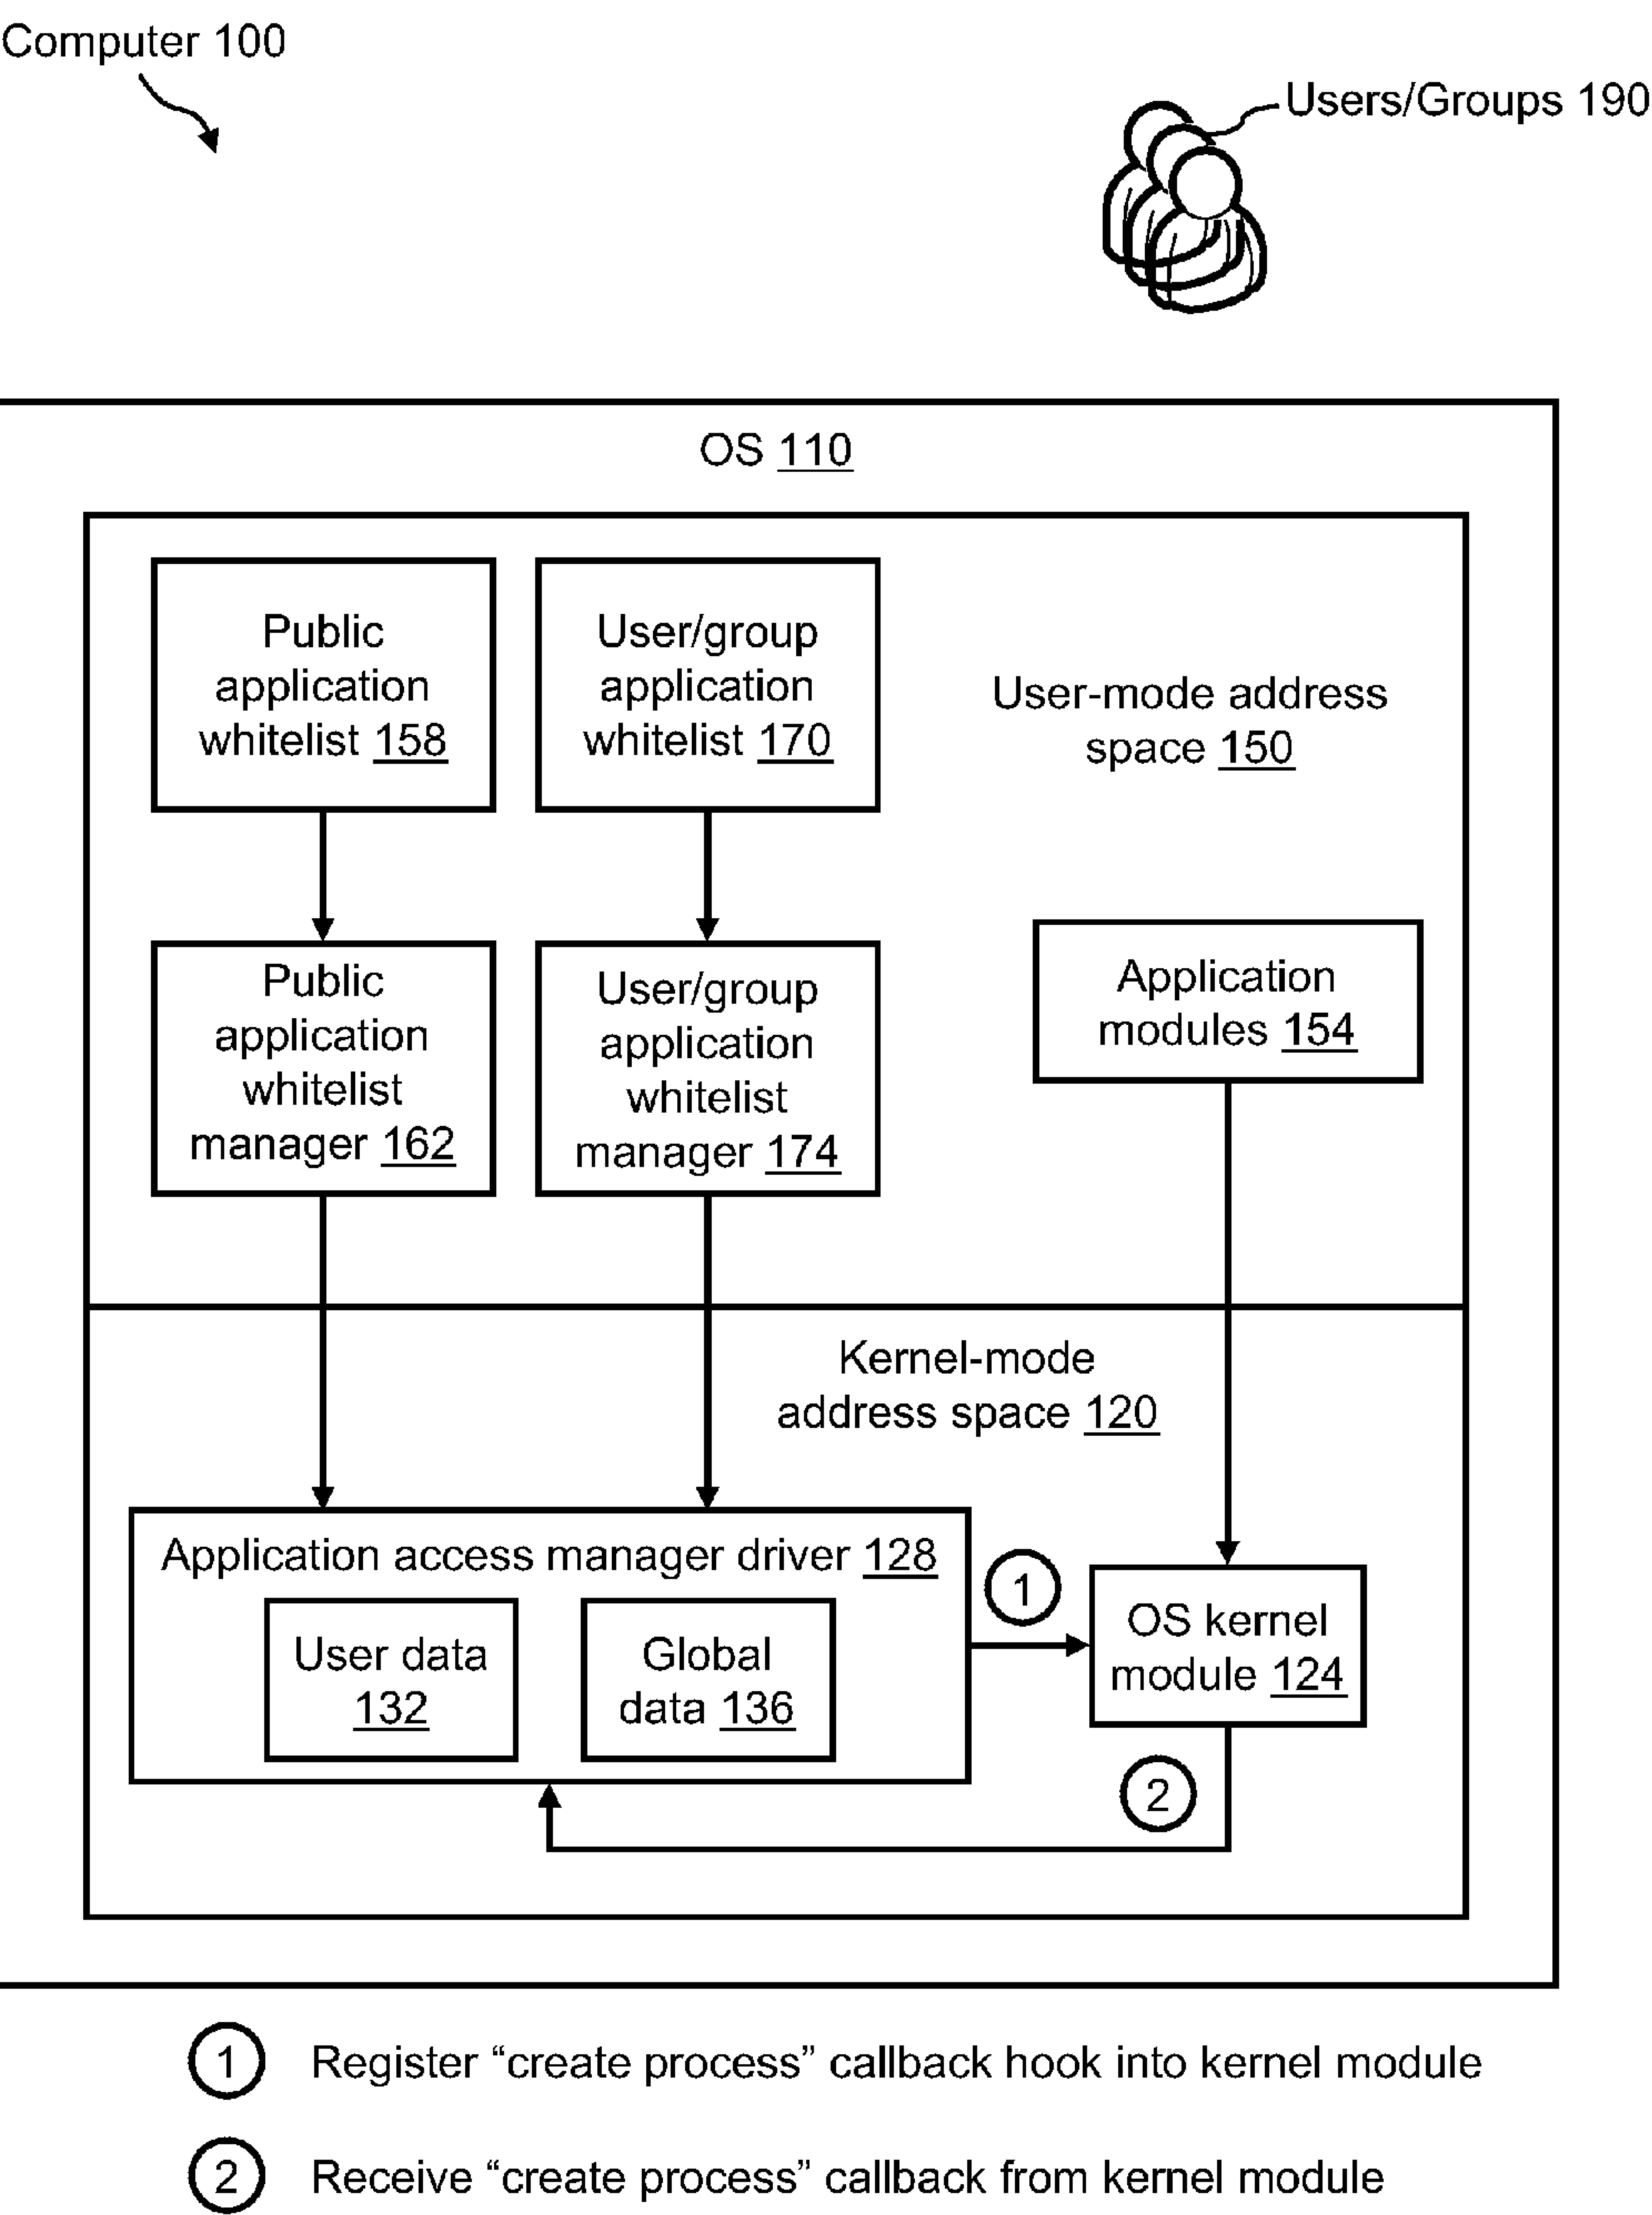 Computer 100
Users/Groups 190
OS 110
Public
application
whitelist 158
User/group
application
whitelist 170
User-mode address
space 150
Public
application
whitelist
manager 162
User/group
application
whitelist
manager 174
Application
modules 154
Kernel-mode
address space 120
Application access manager driver 128
User data
132
Global
data 136
1
OS kernel
module 124
2
1 Register “create process” callback hook into kernel module
2 Receive “create process” callback from kernel module